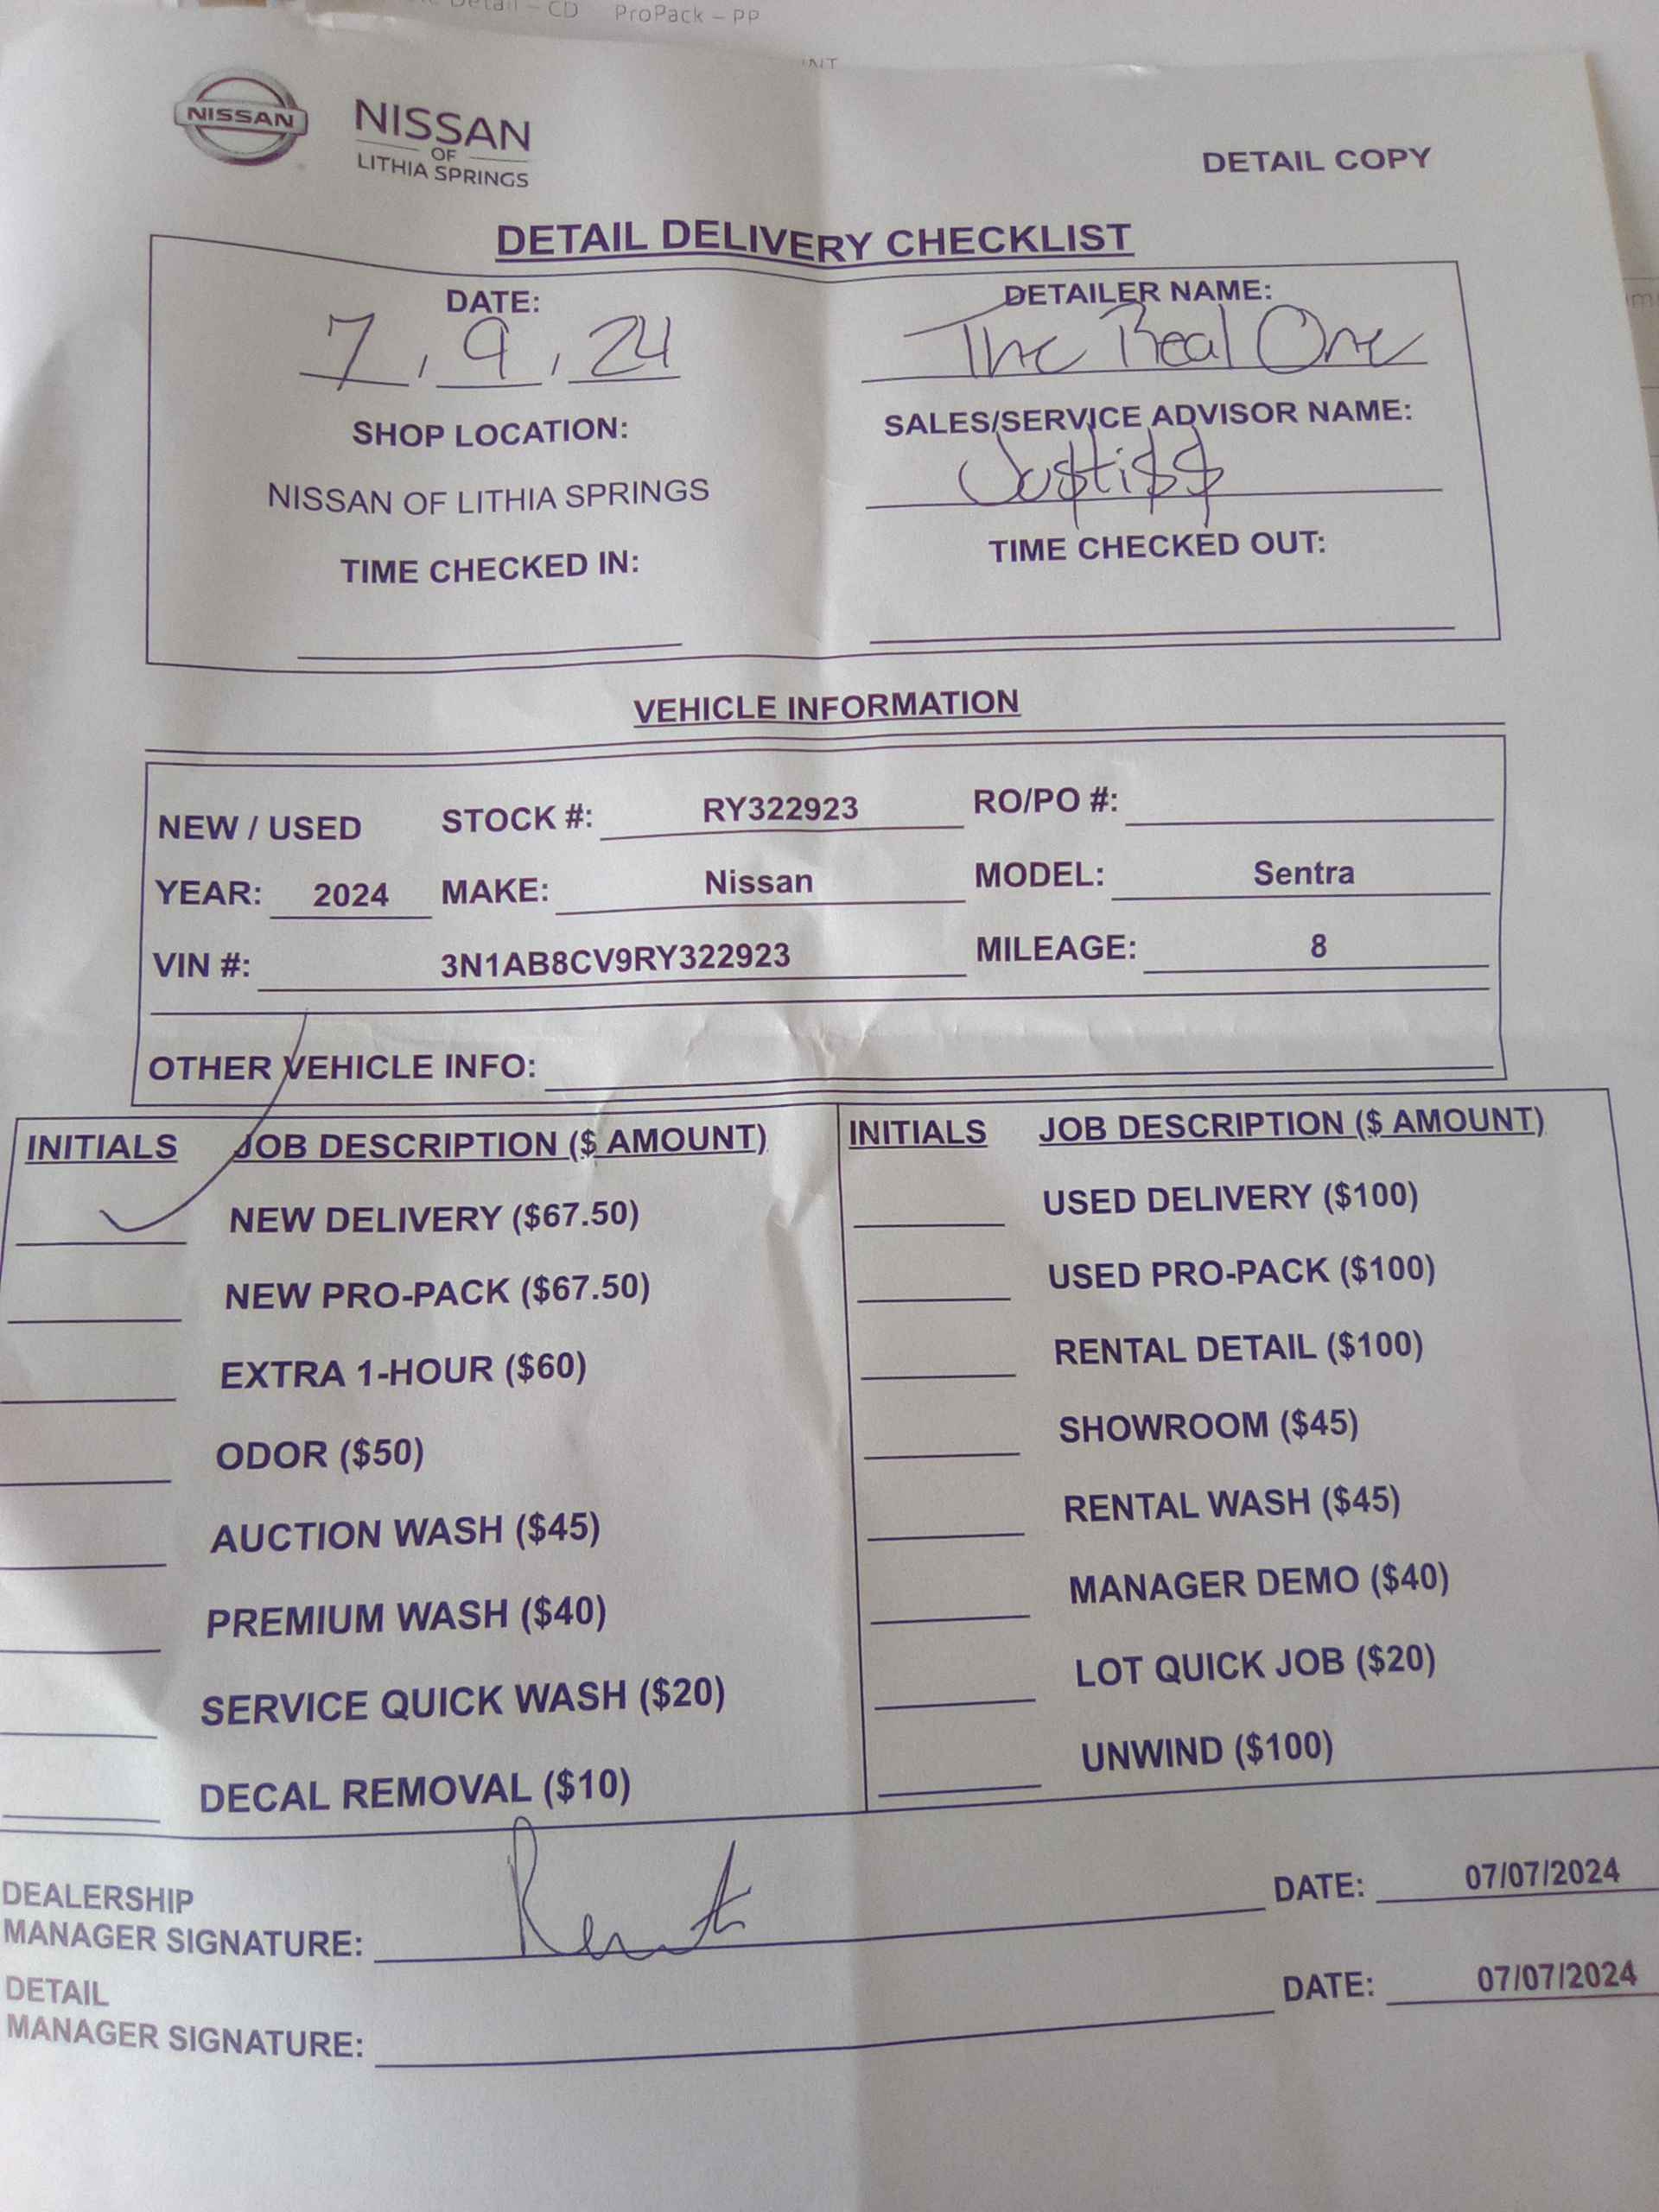 Detail – CD ProPack – PP
NISSAN
NISSAN
OF
LITHIA SPRINGS
DETAIL COPY
DETAIL DELIVERY CHECKLIST
DATE:
7, 9, 24
DETAILER NAME:
The Real One
SHOP LOCATION:
NISSAN OF LITHIA SPRINGS
SALES/SERVICE ADVISOR NAME:
Ju$ti$$
TIME CHECKED IN:
TIME CHECKED OUT:
VEHICLE INFORMATION
NEW / USED STOCK #: RY322923 RO/PO #:
YEAR: 2024 MAKE: Nissan MODEL: Sentra
VIN #: 3N1AB8CV9RY322923 MILEAGE: 8
OTHER VEHICLE INFO:
INITIALS JOB DESCRIPTION ($ AMOUNT)
NEW DELIVERY ($67.50)
NEW PRO-PACK ($67.50)
EXTRA 1-HOUR ($60)
ODOR ($50)
AUCTION WASH ($45)
PREMIUM WASH ($40)
SERVICE QUICK WASH ($20)
DECAL REMOVAL ($10)
INITIALS JOB DESCRIPTION ($ AMOUNT)
USED DELIVERY ($100)
USED PRO-PACK ($100)
RENTAL DETAIL ($100)
SHOWROOM ($45)
RENTAL WASH ($45)
MANAGER DEMO ($40)
LOT QUICK JOB ($20)
UNWIND ($100)
DEALERSHIP
MANAGER SIGNATURE: DATE: 07/07/2024
DETAIL
MANAGER SIGNATURE: DATE: 07/07/2024